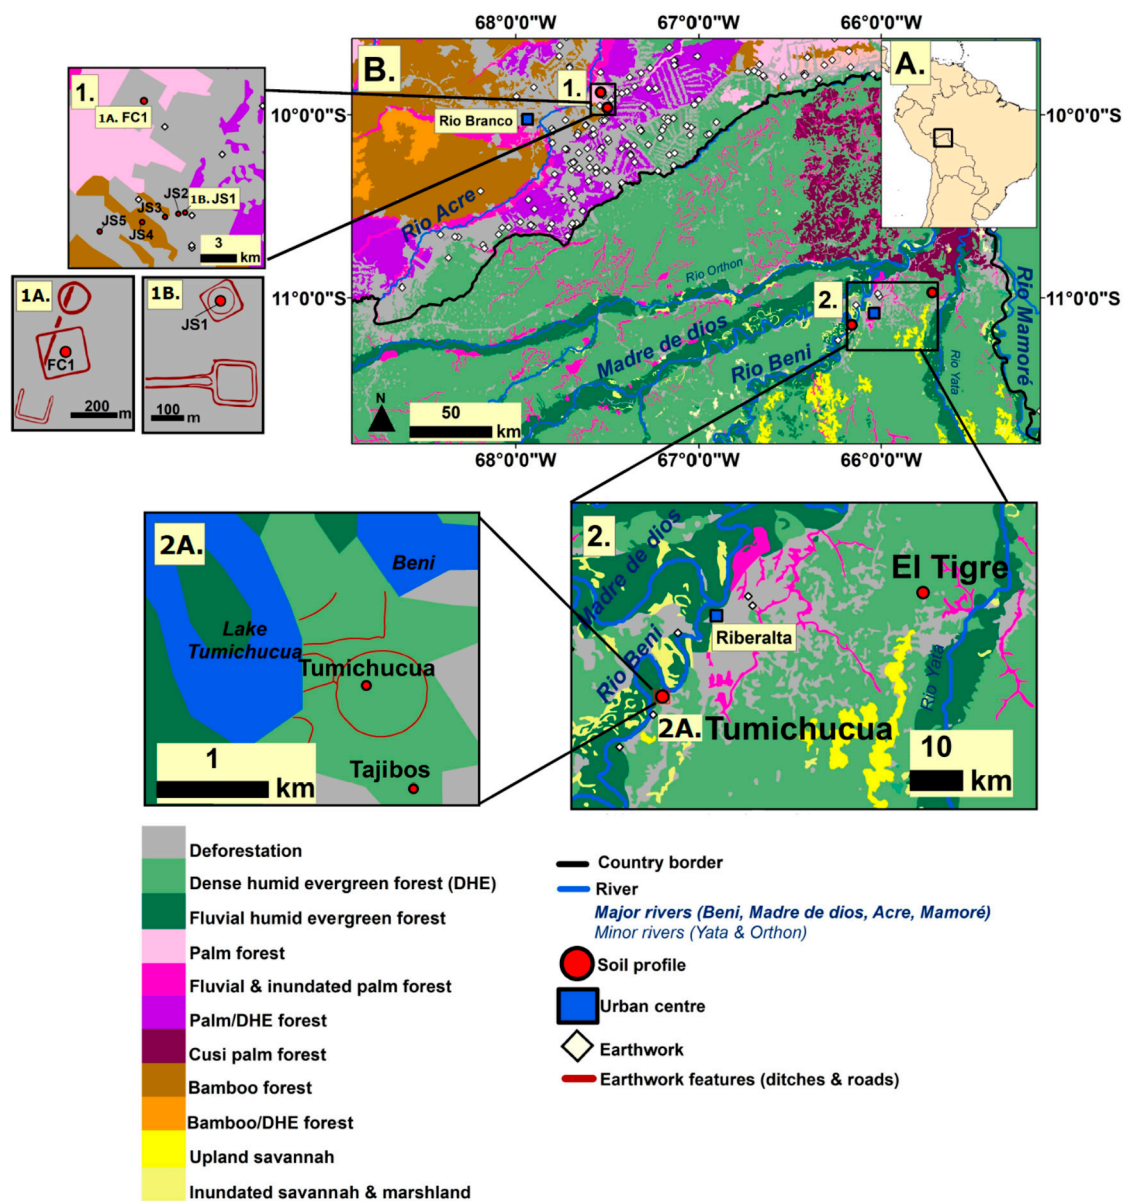 68°0'0"W 67°0'0"W 66°0'0"W
B.
1.
A.
10°0'0"S
10°0'0"S
Rio Branco
Rio Acre
Rio Orthon
11°0'0"S
11°0'0"S
2.
Madre de dios
Rio Beni
Rio Yata
Rio Mamoré
N
50
km
68°0'0"W 67°0'0"W 66°0'0"W
1.
1A. FC1
JS2
1B. JS1
JS3
JS5
JS4
3
km
1A.
FC1
200 m
1B.
JS1
100 m
2A.
Beni
Lake
Tumichucua
Tumichucua
1
km
Tajibos
2.
Madre de dios
El Tigre
Riberalta
Rio Beni
Rio Yata
2A. Tumichucua
10
km
Deforestation
Dense humid evergreen forest (DHE)
Fluvial humid evergreen forest
Palm forest
Fluvial & inundated palm forest
Palm/DHE forest
Cusi palm forest
Bamboo forest
Bamboo/DHE forest
Upland savannah
Inundated savannah & marshland
Country border
River
Major rivers (Beni, Madre de dios, Acre, Mamoré)
Minor rivers (Yata & Orthon)
Soil profile
Urban centre
Earthwork
Earthwork features (ditches & roads)